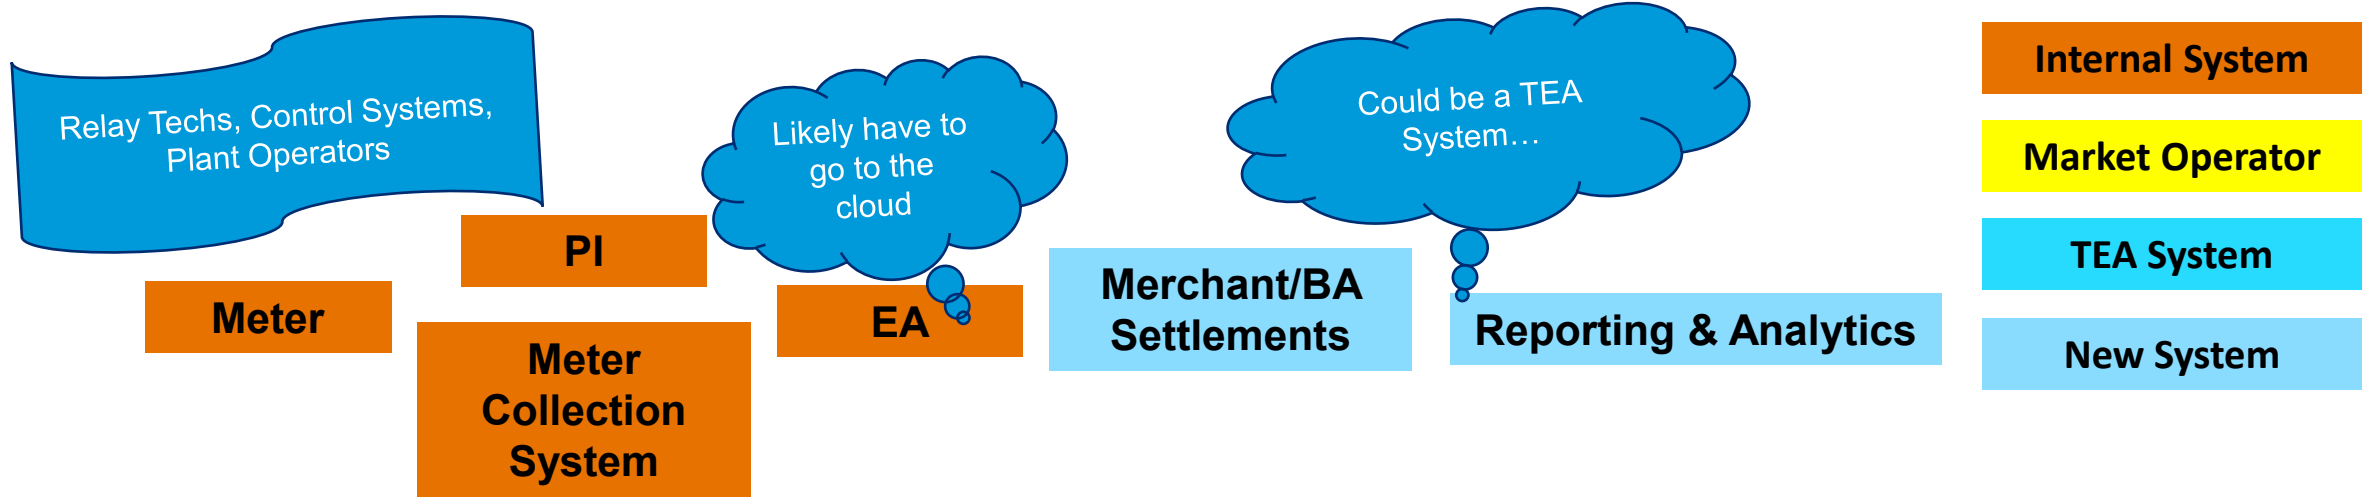 Relay Techs, Control Systems,
Plant Operators
Meter
PI
Meter
Collection
System
Likely have to
go to the
cloud
EA
Merchant/BA
Settlements
Could be a TEA
System…
Reporting & Analytics
Internal System
Market Operator
TEA System
New System